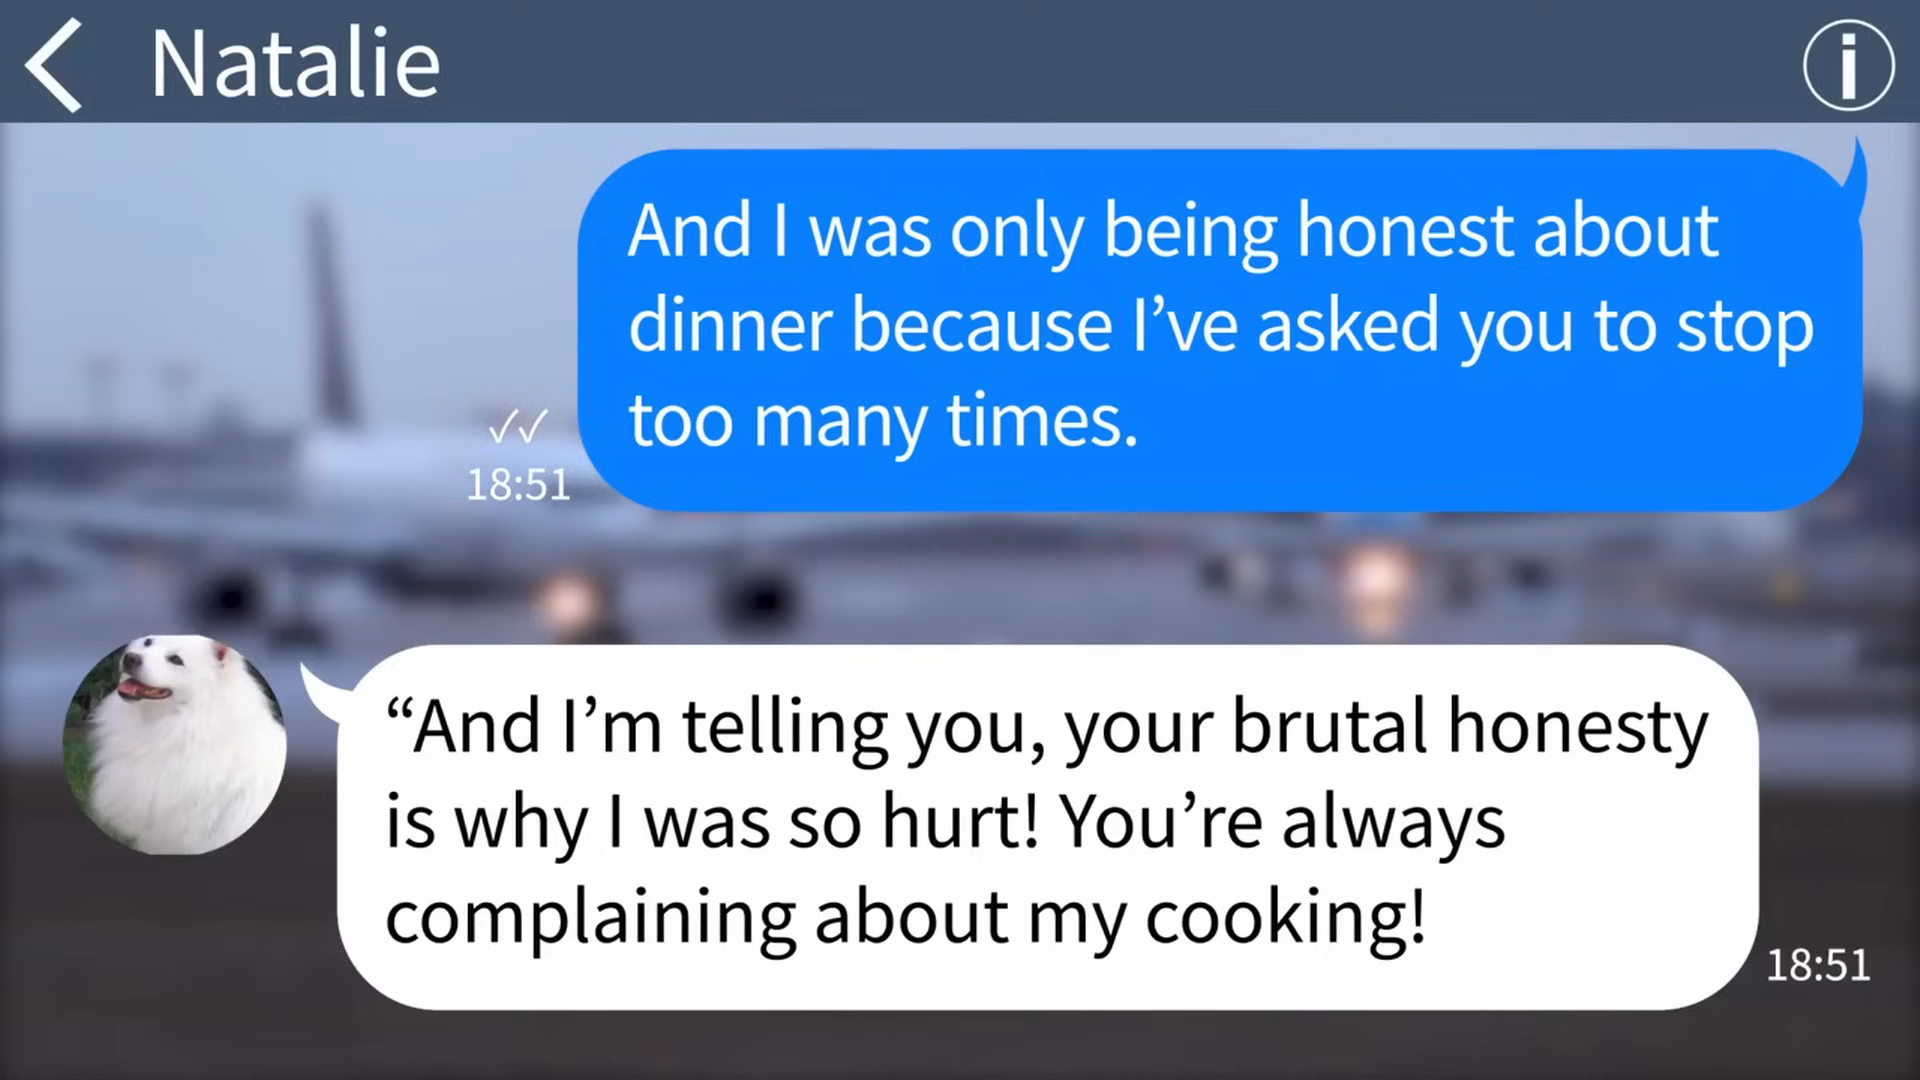 Natalie
And I was only being honest about
dinner because I’ve asked you to stop
too many times.
18:51
“And I’m telling you, your brutal honesty
is why I was so hurt! You’re always
complaining about my cooking!
18:51